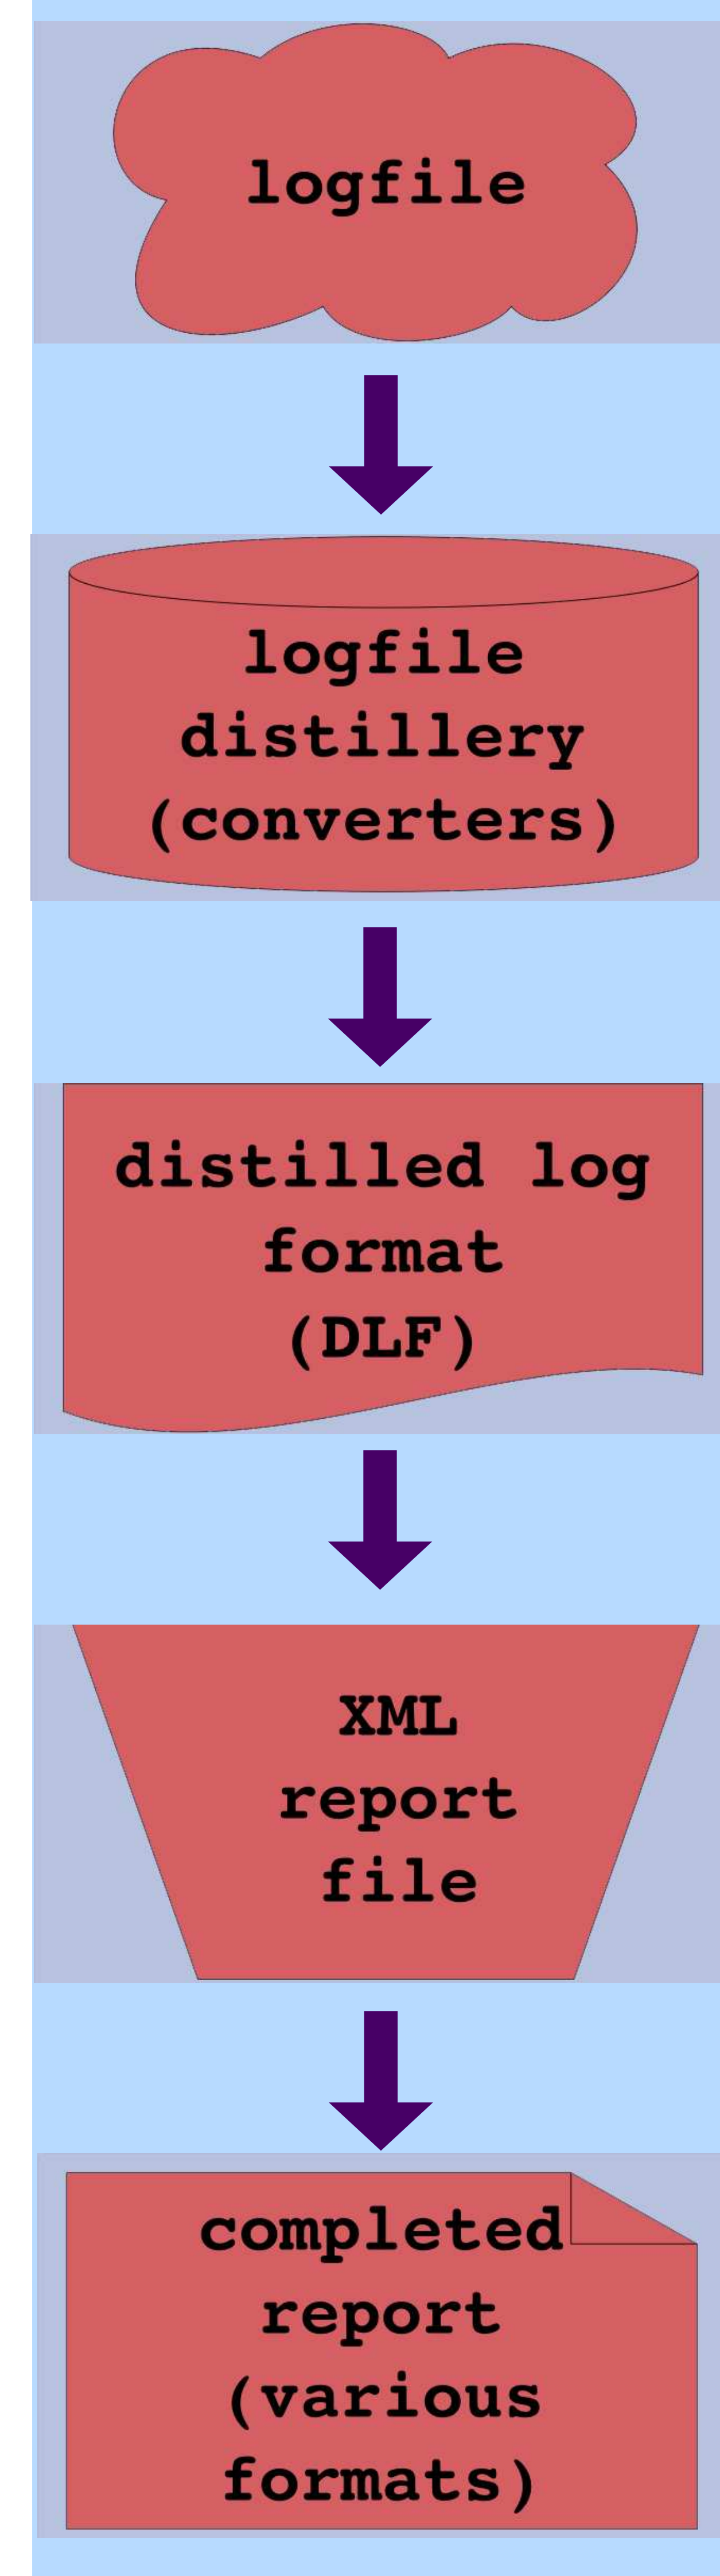 logfile
logfile
distillery
(converters)
distilled log
format
(DLF)
XML
report
file
completed
report
(various
formats)